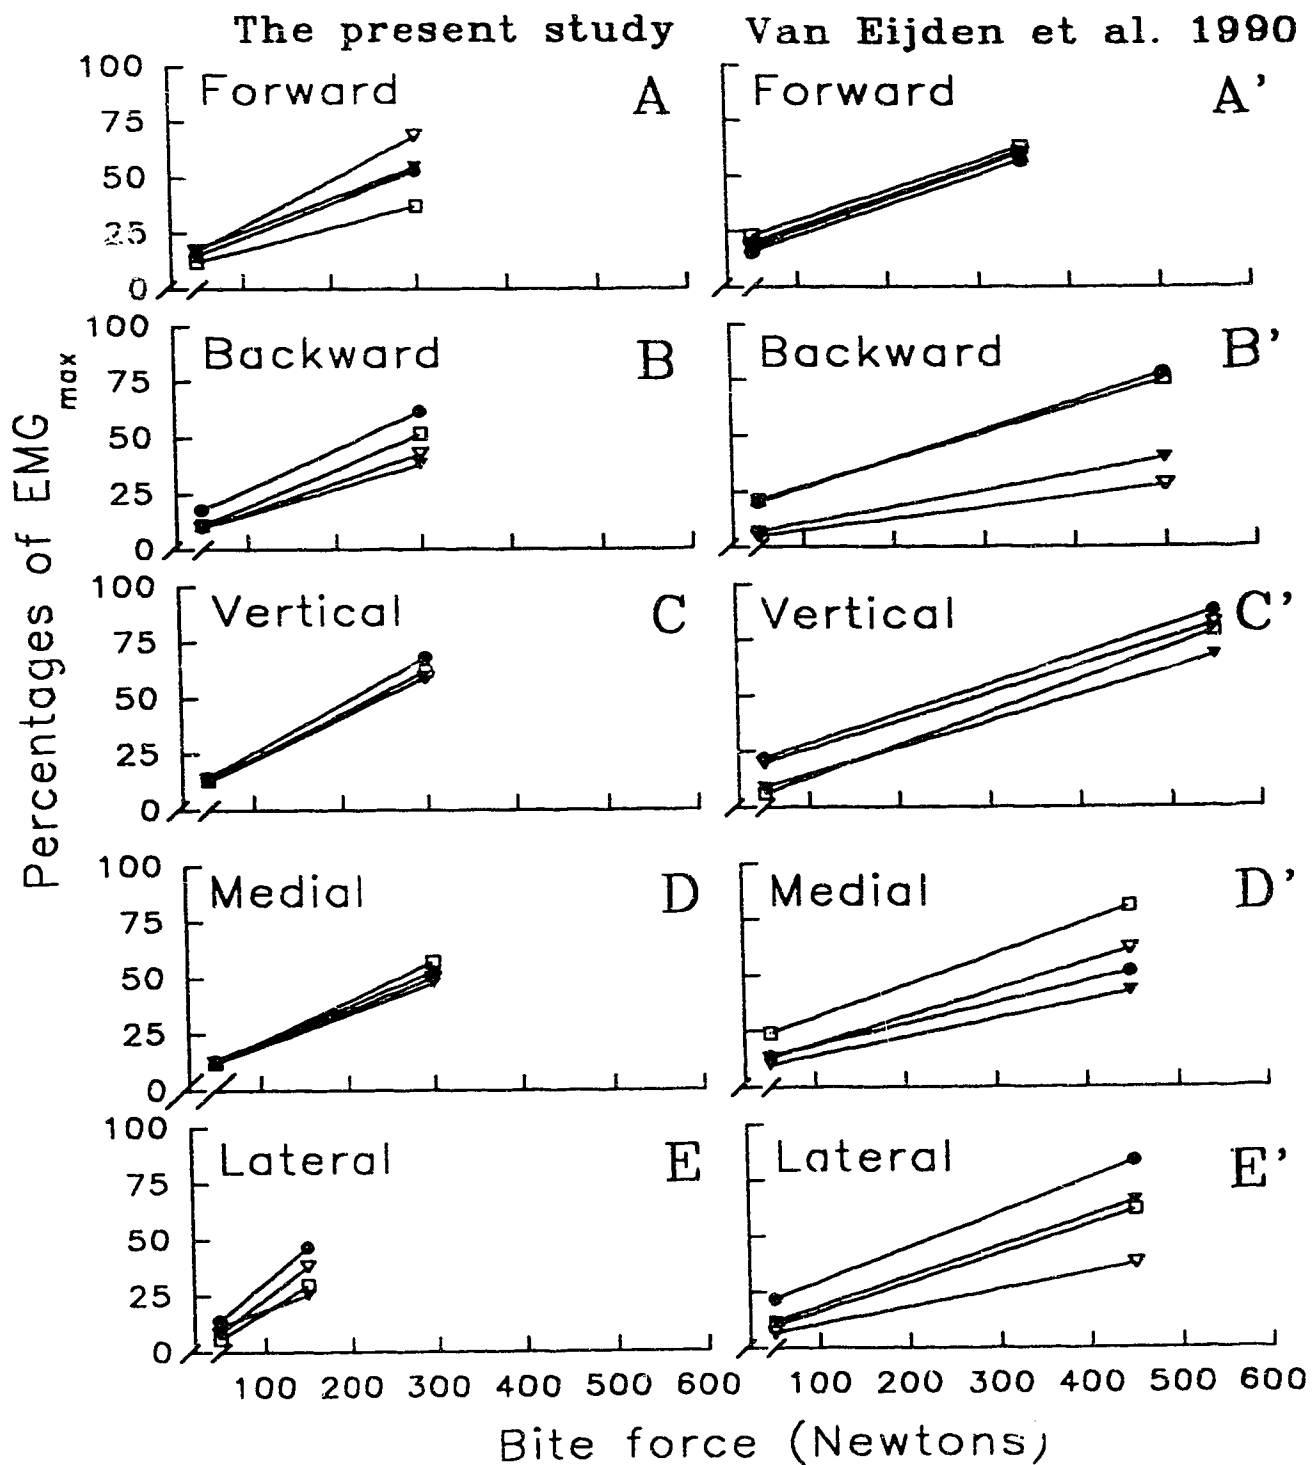 The present study Van Eijden et al. 1990
100 Forward A Forward A'
75
50
25
0
100 Backward B Backward B'
75
50
25
0
100 Vertical C Vertical C'
75
50
25
0
100 Medial D Medial D'
75
50
25
0
100 Lateral E Lateral E'
75
50
25
0
100 200 300 400 500 600 100 200 300 400 500 600
Bite force (Newtons)
Percentages of EMG max